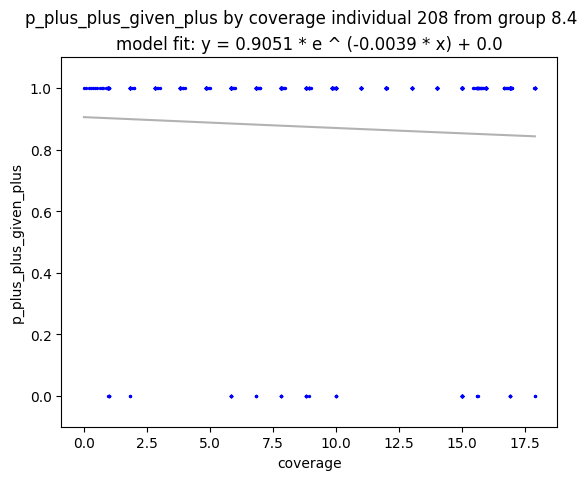 p_plus_plus_given_plus by coverage individual 208 from group 8.4
model fit: y = 0.9051 * e ^ (-0.0039 * x) + 0.0
1.0
0.8
0.6
0.4
0.2
0.0
p_plus_plus_given_plus
0.0 2.5 5.0 7.5 10.0 12.5 15.0 17.5
coverage